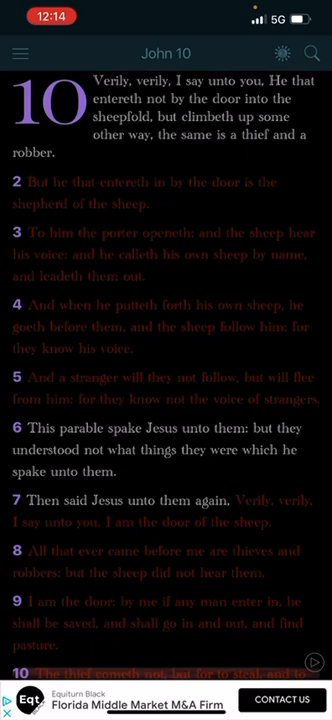 12:14
5G
John 10
10 Verily, verily, I say unto you, He that
entereth not by the door into the
sheepfold, but climbeth up some
other way, the same is a thief and a
robber.
2 But he that entereth in by the door is the
shepherd of the sheep.
3 To him the porter openeth; and the sheep hear
his voice: and he calleth his own sheep by name,
and leadeth them out.
4 And when he putteth forth his own sheep, he
goeth before them, and the sheep follow him: for
they know his voice.
5 And a stranger will they not follow, but will flee
from him: for they know not the voice of strangers.
6 This parable spake Jesus unto them: but they
understood not what things they were which he
spake unto them.
7 Then said Jesus unto them again, Verily, verily,
I say unto you, I am the door of the sheep.
8 All that ever came before me are thieves and
robbers: but the sheep did not hear them.
9 I am the door: by me if any man enter in, he
shall be saved, and shall go in and out, and find
pasture.
10 The thief cometh not, but for to steal, and to
Eqt
Equiturn Black
Florida Middle Market M&A Firm
CONTACT US